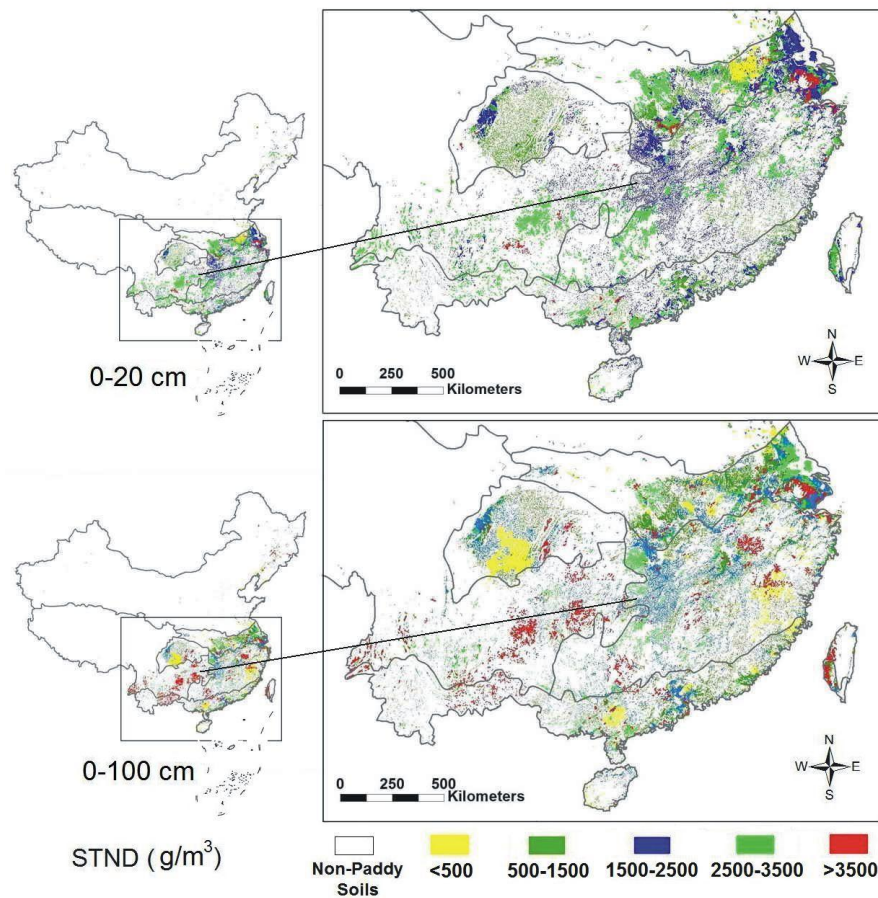 0-20 cm
0 250 500
Kilometers
N
W E
S
0-100 cm
0 250 500
Kilometers
N
W E
S
STND (g/m³)
Non-Paddy Soils
<500
500-1500
1500-2500
2500-3500
>3500